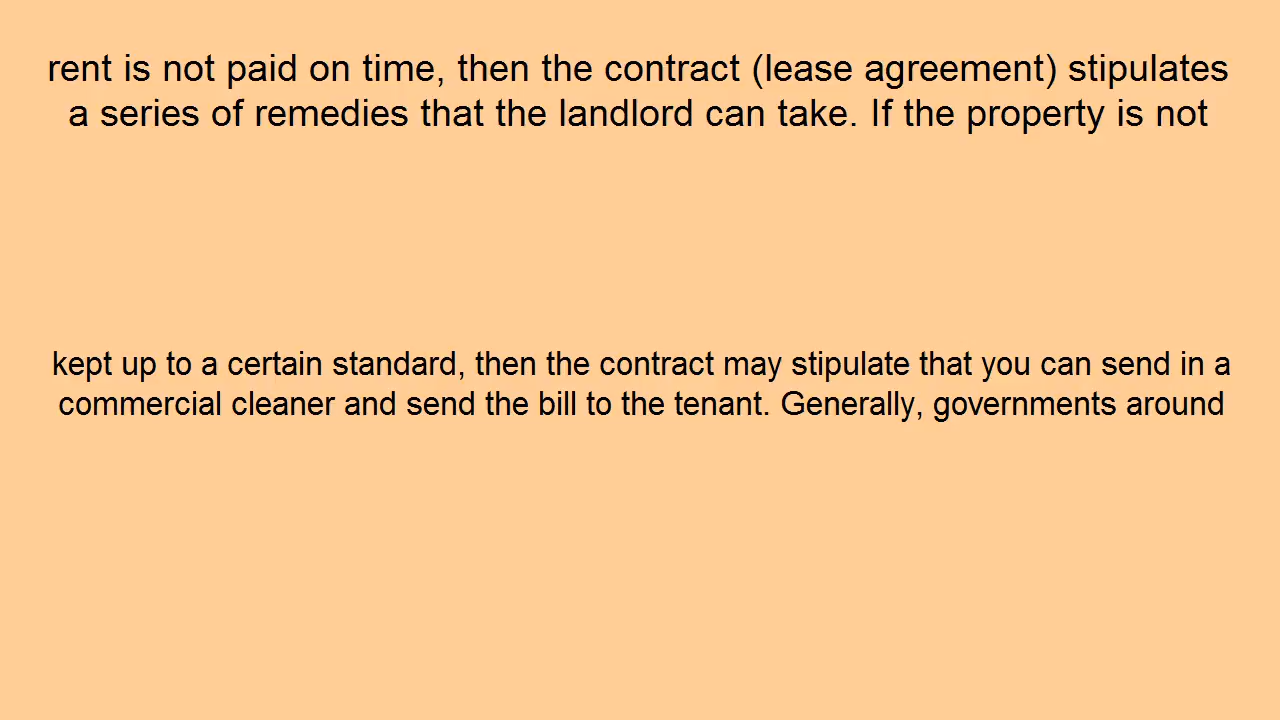 rent is not paid on time, then the contract (lease agreement) stipulates
a series of remedies that the landlord can take. If the property is not
kept up to a certain standard, then the contract may stipulate that you can send in a
commercial cleaner and send the bill to the tenant. Generally, governments around